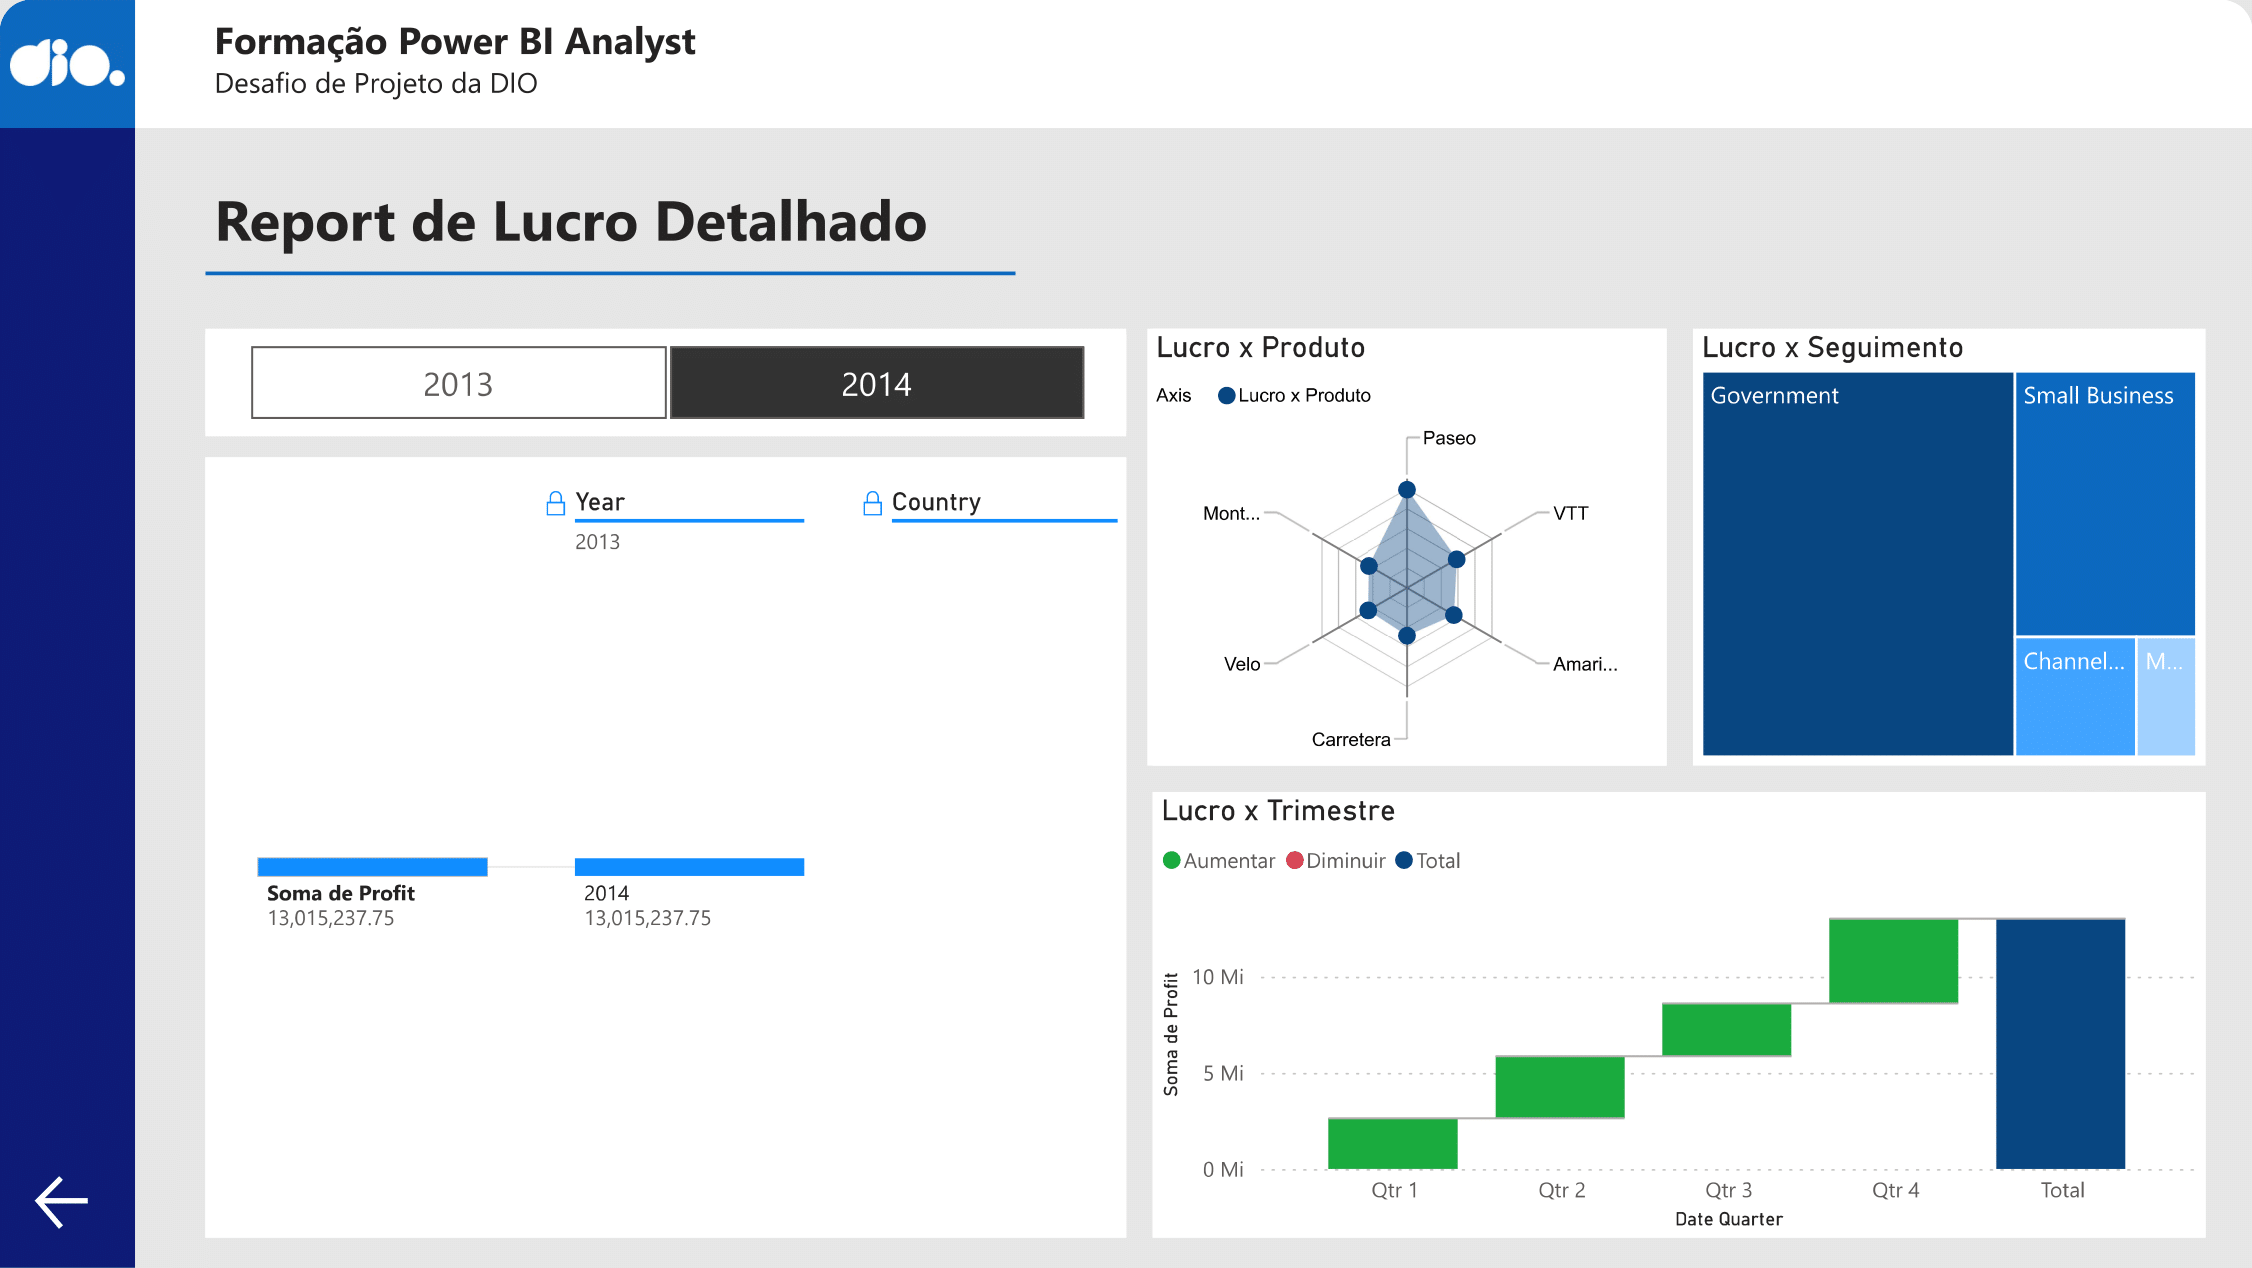 dio.
Formação Power BI Analyst
Desafio de Projeto da DIO
Report de Lucro Detalhado
2013
2014
Year
Country
2013
Soma de Profit
13,015,237.75
2014
13,015,237.75
Lucro x Produto
Axis
Lucro x Produto
Paseo
Mont...
VTT
Velo
Amari...
Carretera
Lucro x Seguimento
Government
Small Business
Channel...
M...
Lucro x Trimestre
Aumentar
Diminuir
Total
Soma de Profit
10 Mi
5 Mi
0 Mi
Qtr 1
Qtr 2
Qtr 3
Qtr 4
Total
Date Quarter